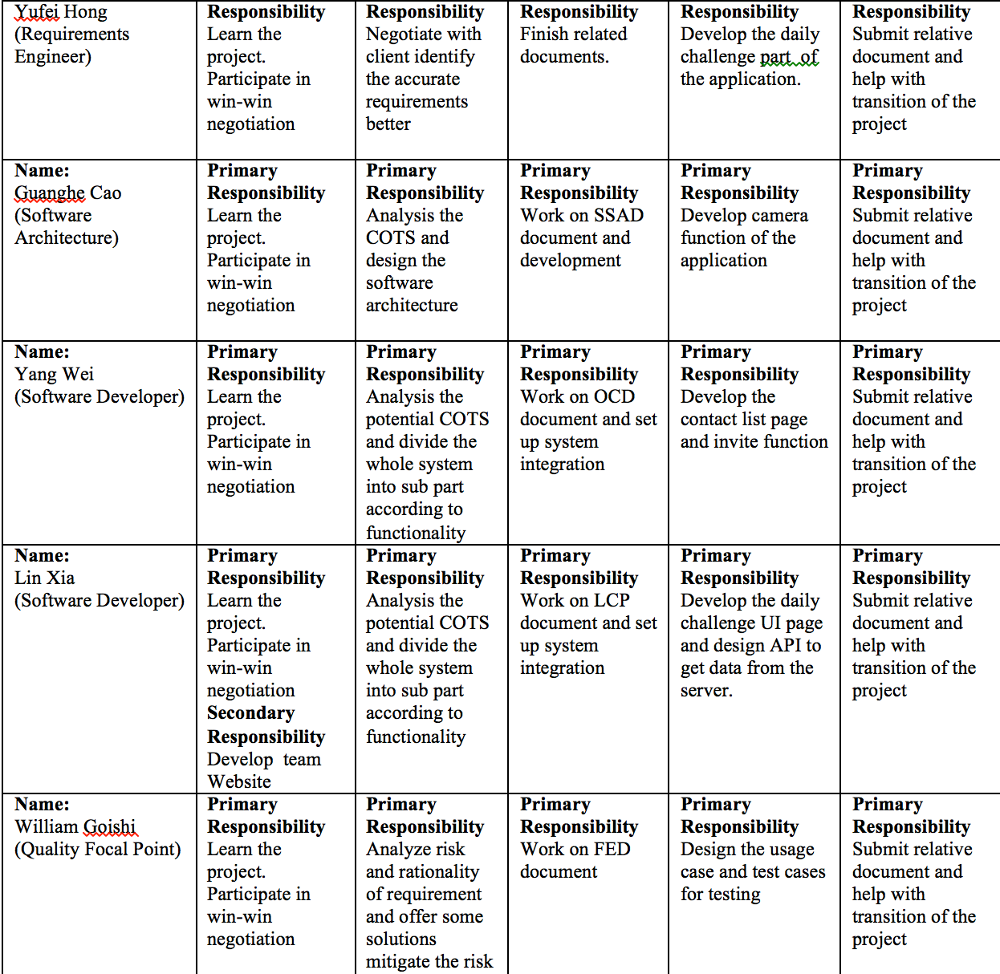 Yufei Hong
(Requirements
Engineer)
Responsibility
Learn the
project.
Participate in
win-win
negotiation
Responsibility
Negotiate with
client identify
the accurate
requirements
better
Responsibility
Finish related
documents.
Responsibility
Develop the daily
challenge part of
the application.
Responsibility
Submit relative
document and
help with
transition of the
project
Name:
Guanghe Cao
(Software
Architecture)
Primary
Responsibility
Learn the
project.
Participate in
win-win
negotiation
Primary
Responsibility
Analysis the
COTS and
design the
software
architecture
Primary
Responsibility
Work on SSAD
document and
development
Primary
Responsibility
Develop camera
function of the
application
Primary
Responsibility
Submit relative
document and
help with
transition of the
project
Name:
Yang Wei
(Software Developer)
Primary
Responsibility
Learn the
project.
Participate in
win-win
negotiation
Primary
Responsibility
Analysis the
potential COTS
and divide the
whole system
into sub part
according to
functionality
Primary
Responsibility
Work on OCD
document and set
up system
integration
Primary
Responsibility
Develop the
contact list page
and invite function
Primary
Responsibility
Submit relative
document and
help with
transition of the
project
Name:
Lin Xia
(Software Developer)
Primary
Responsibility
Learn the
project.
Participate in
win-win
negotiation
Secondary
Responsibility
Develop team
Website
Primary
Responsibility
Analysis the
potential COTS
and divide the
whole system
into sub part
according to
functionality
Primary
Responsibility
Work on LCP
document and set
up system
integration
Primary
Responsibility
Develop the daily
challenge UI page
and design API to
get data from the
server.
Primary
Responsibility
Submit relative
document and
help with
transition of the
project
Name:
William Goishi
(Quality Focal Point)
Primary
Responsibility
Learn the
project.
Participate in
win-win
negotiation
Primary
Responsibility
Analyze risk
and rationality
of requirement
and offer some
solutions
mitigate the risk
Primary
Responsibility
Work on FED
document
Primary
Responsibility
Design the usage
case and test cases
for testing
Primary
Responsibility
Submit relative
document and
help with
transition of the
project